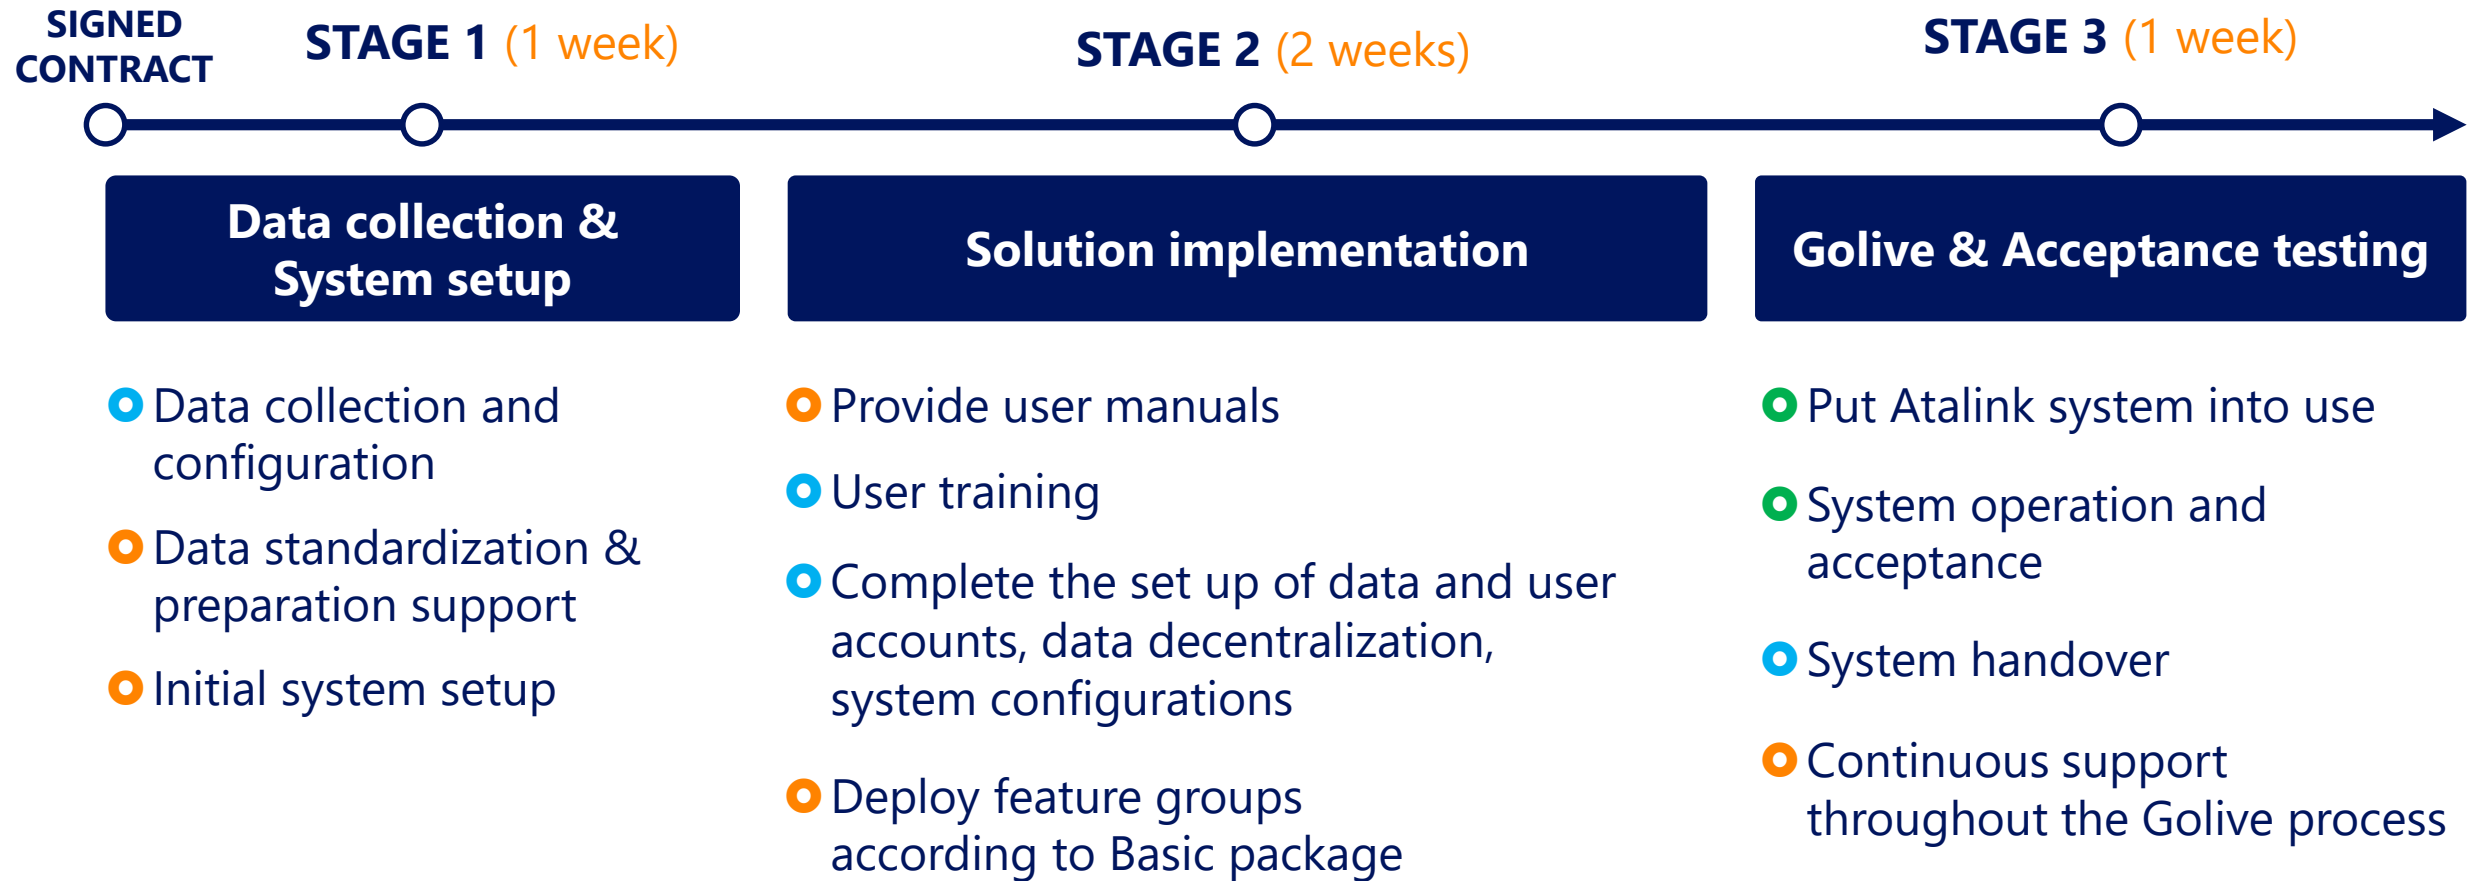 SIGNED
CONTRACT
STAGE 1 (1 week)
STAGE 2 (2 weeks)
STAGE 3 (1 week)
Data collection &
System setup
Solution implementation
Golive & Acceptance testing
Data collection and
configuration
Data standardization &
preparation support
Initial system setup
Provide user manuals
User training
Complete the set up of data and user
accounts, data decentralization,
system configurations
Deploy feature groups
according to Basic package
Put Atalink system into use
System operation and
acceptance
System handover
Continuous support
throughout the Golive process